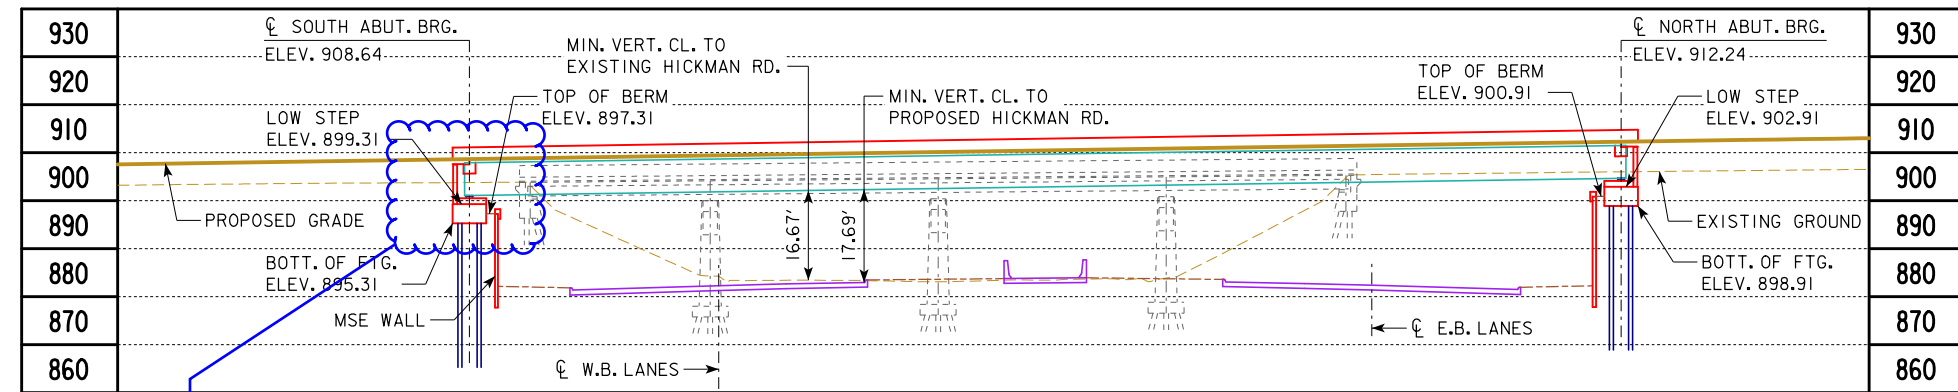 930
920
910
900
890
880
870
860
℄ SOUTH ABUT. BRG.
ELEV. 908.64
MIN. VERT. CL. TO
EXISTING HICKMAN RD.
LOW STEP
ELEV. 899.31
TOP OF BERM
ELEV. 897.31
MIN. VERT. CL. TO
PROPOSED HICKMAN RD.
TOP OF BERM
ELEV. 900.91
℄ NORTH ABUT. BRG.
ELEV. 912.24
LOW STEP
ELEV. 902.91
PROPOSED GRADE
16.67'
17.69'
EXISTING GROUND
BOTT. OF FTG.
ELEV. 895.31
BOTT. OF FTG.
ELEV. 898.91
MSE WALL
℄ E.B. LANES
℄ W.B. LANES
930
920
910
900
890
880
870
860